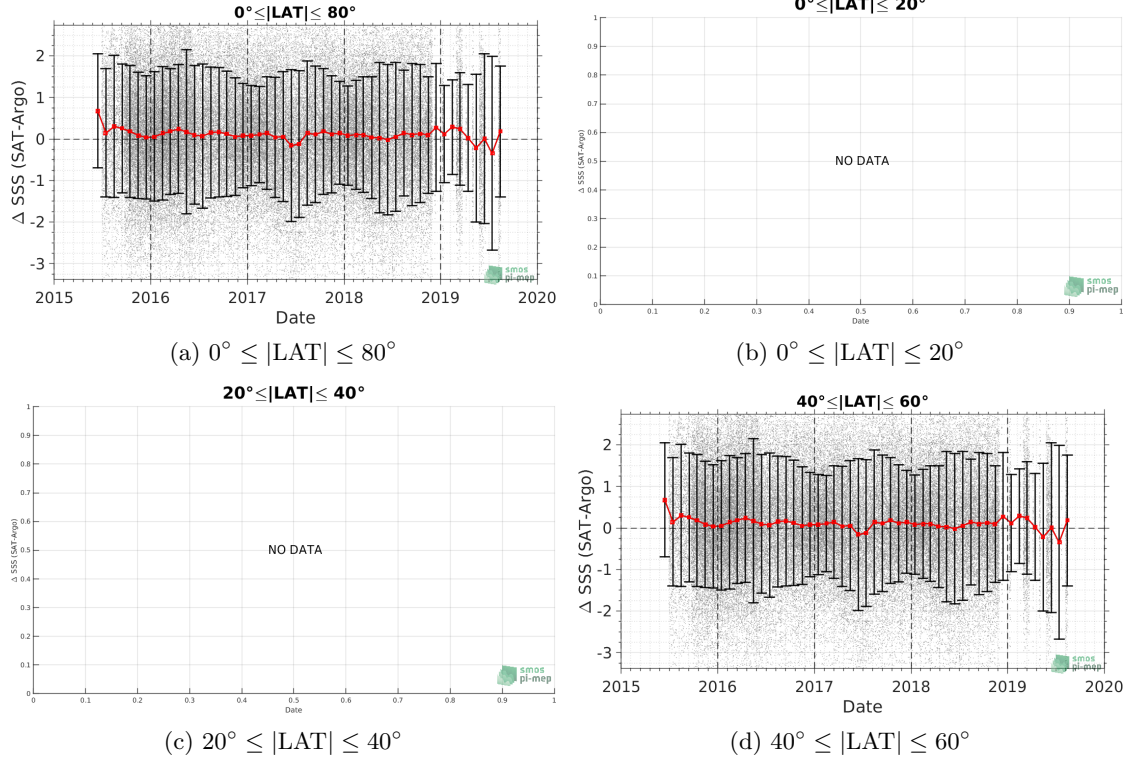 0°≤|LAT|≤ 80°
Δ SSS (SAT-Argo)
2
1
0
-1
-2
-3
2015 2016 2017 2018 2019 2020
Date
smos
pi-mep
(a) 0° ≤ |LAT| ≤ 80°
0°≤|LAT|≤ 20°
Δ SSS (SAT-Argo)
1
0.9
0.8
0.7
0.6
0.5
0.4
0.3
0.2
0.1
0
NO DATA
0 0.1 0.2 0.3 0.4 0.5 0.6 0.7 0.8 0.9 1
Date
smos
pi-mep
(b) 0° ≤ |LAT| ≤ 20°
20°≤|LAT|≤ 40°
Δ SSS (SAT-Argo)
1
0.9
0.8
0.7
0.6
0.5
0.4
0.3
0.2
0.1
0
NO DATA
0 0.1 0.2 0.3 0.4 0.5 0.6 0.7 0.8 0.9 1
Date
smos
pi-mep
(c) 20° ≤ |LAT| ≤ 40°
40°≤|LAT|≤ 60°
Δ SSS (SAT-Argo)
2
1
0
-1
-2
-3
2015 2016 2017 2018 2019 2020
Date
smos
pi-mep
(d) 40° ≤ |LAT| ≤ 60°